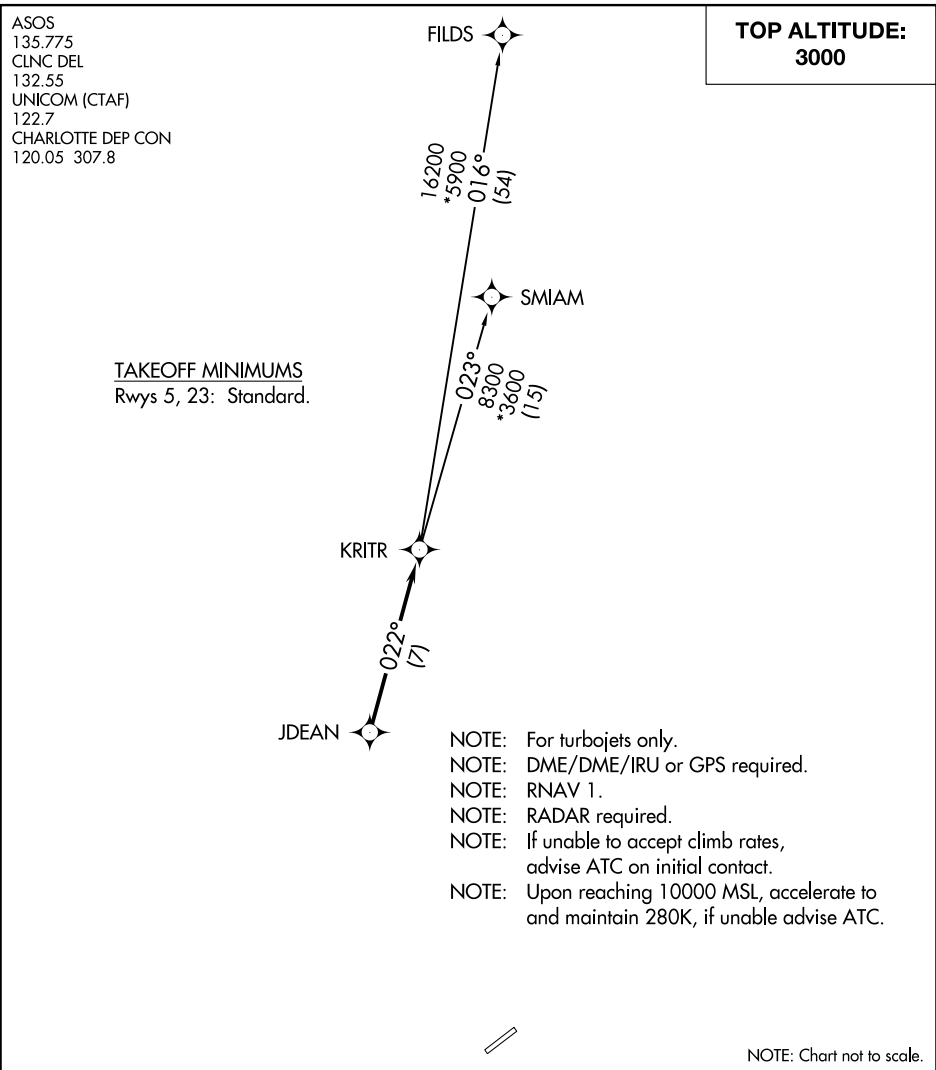 ASOS
135.775
CLNC DEL
132.55
UNICOM (CTAF)
122.7
CHARLOTTE DEP CON
120.05 307.8
TOP ALTITUDE:
3000
FILDS
16200
*5900
016°
(54)
SMIAM
023°
8300
*3600
(15)
TAKEOFF MINIMUMS
Rwys 5, 23: Standard.
KRITR
022°
(7)
JDEAN
NOTE: For turbojets only.
NOTE: DME/DME/IRU or GPS required.
NOTE: RNAV 1.
NOTE: RADAR required.
NOTE: If unable to accept climb rates,
advise ATC on initial contact.
NOTE: Upon reaching 10000 MSL, accelerate to
and maintain 280K, if unable advise ATC.
NOTE: Chart not to scale.